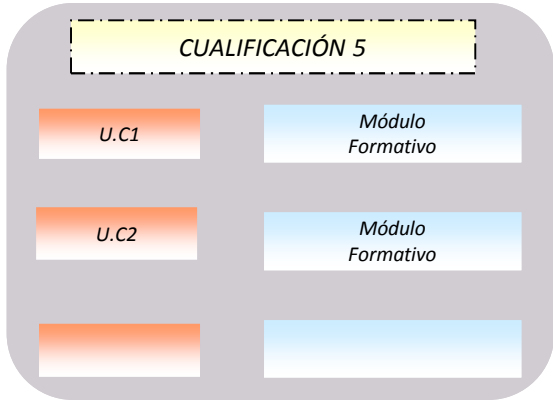 CUALIFICACIÓN 5
U.C1
Módulo
Formativo
U.C2
Módulo
Formativo